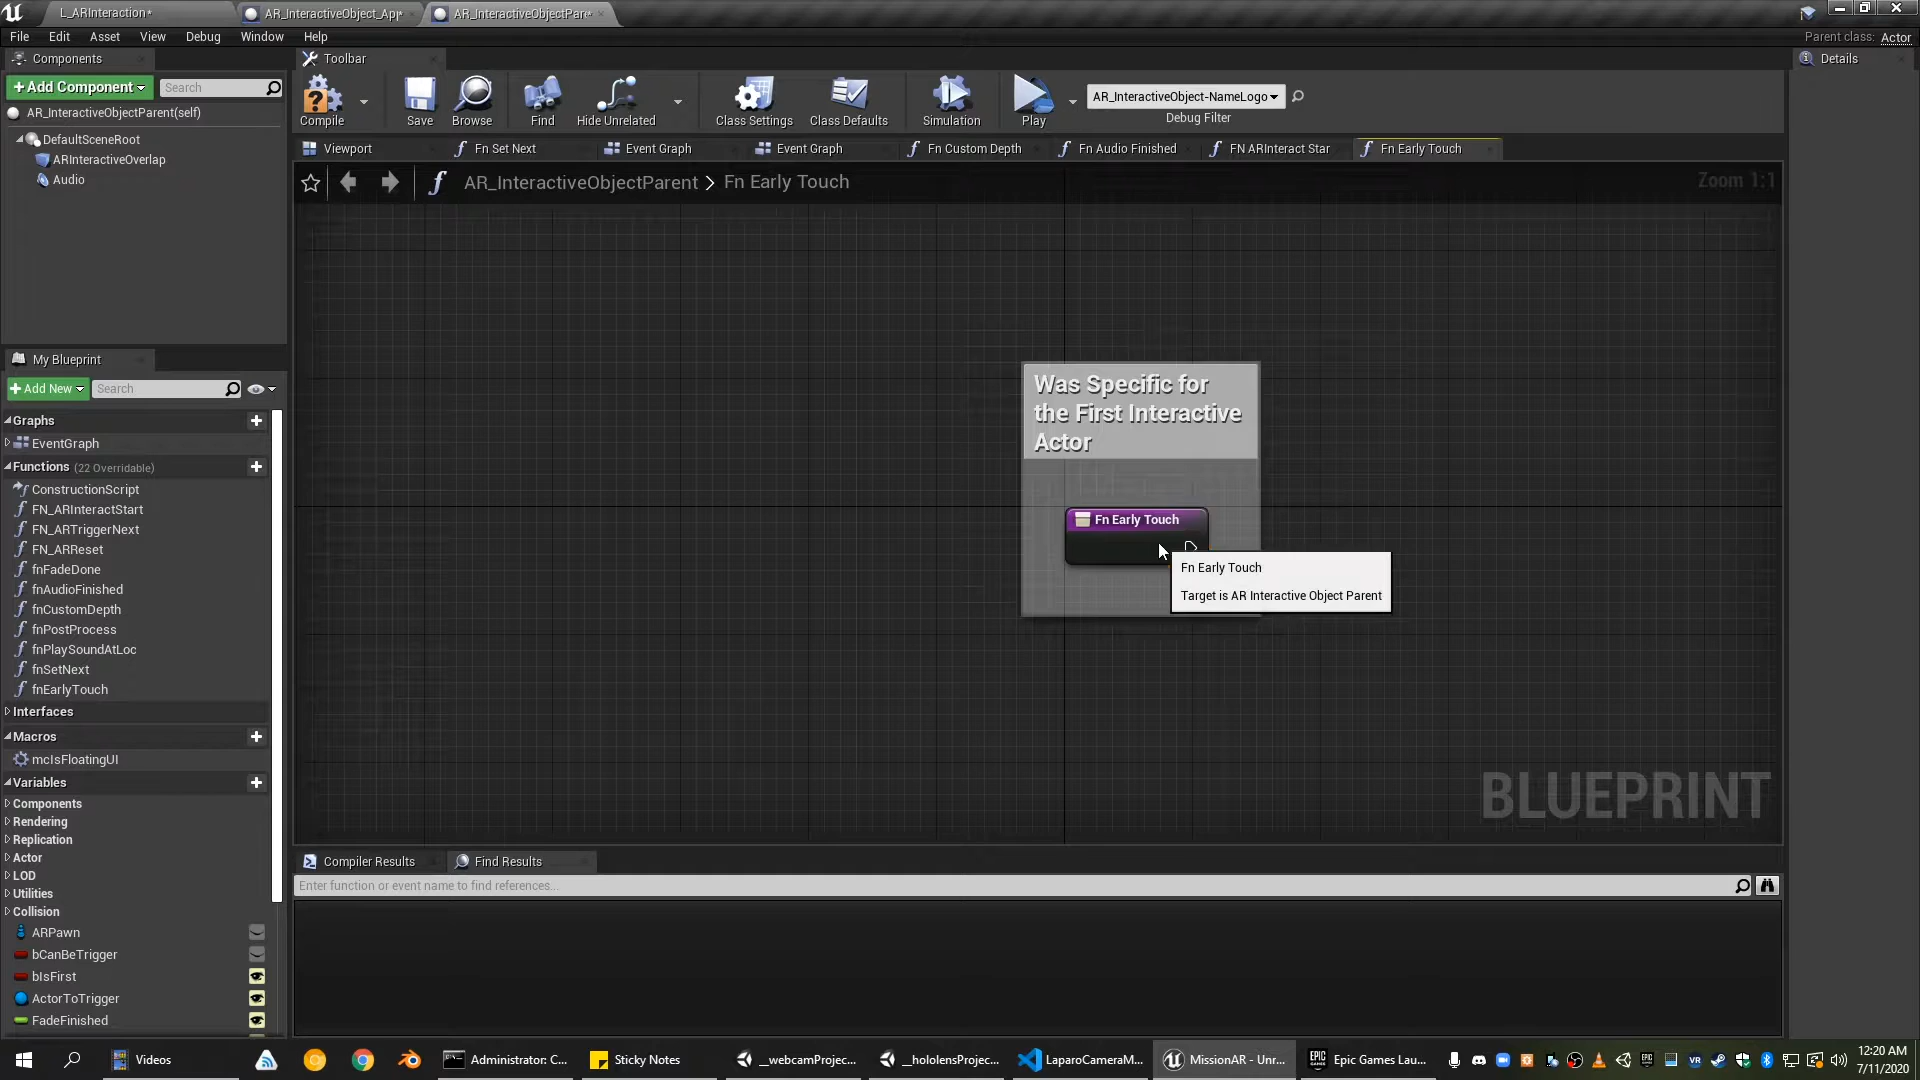 L_ARInteraction*
AR_InteractiveObject_App*
AR_InteractiveObjectPare*
File Edit Asset View Debug Window Help
Parent class: Actor
Components
Toolbar
Details
+Add Component
Search
AR_InteractiveObjectParent(self)
DefaultSceneRoot
ARInteractiveOverlap
Audio
Compile
Save
Browse
Find
Hide Unrelated
Class Settings
Class Defaults
Simulation
Play
AR_InteractiveObject-NameLogo
Debug Filter
Viewport
Fn Set Next
Event Graph
Event Graph
Fn Custom Depth
Fn Audio Finished
FN ARInteract Star
Fn Early Touch
AR_InteractiveObjectParent > Fn Early Touch
Zoom 1:1
Was Specific for
the First Interactive
Actor
Fn Early Touch
Fn Early Touch
Target is AR Interactive Object Parent
BLUEPRINT
My Blueprint
+Add New
Search
Graphs
EventGraph
Functions (22 Overridable)
ConstructionScript
FN_ARInteractStart
FN_ARTriggerNext
FN_ARReset
fnFadeDone
fnAudioFinished
fnCustomDepth
fnPostProcess
fnPlaySoundAtLoc
fnSetNext
fnEarlyTouch
Interfaces
Macros
mcIsFloatingUI
Variables
Components
Rendering
Replication
Actor
LOD
Utilities
Collision
ARPawn
bCanBeTrigger
bIsFirst
ActorToTrigger
FadeFinished
Compiler Results
Find Results
Enter function or event name to find references...
Videos
Administrator: C...
Sticky Notes
__webcamProjec...
__hololensProjec...
LaparoCameraM...
MissionAR - Unr...
Epic Games Lau...
12:20 AM
7/11/2020